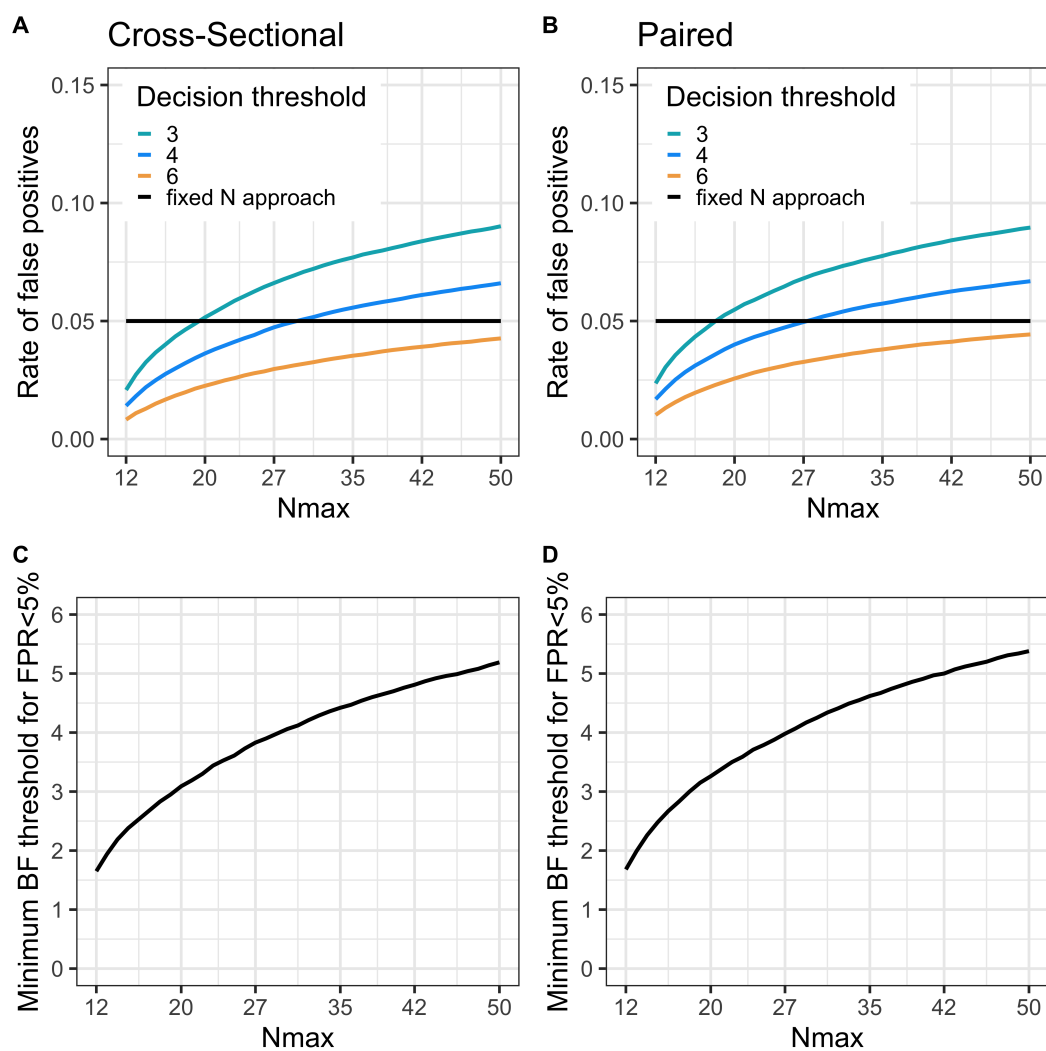 A
Cross-Sectional
Rate of false positives
0.15
0.10
0.05
0.00
Decision threshold
3
4
6
fixed N approach
12 20 27 35 42 50
Nmax
B
Paired
Rate of false positives
0.15
0.10
0.05
0.00
Decision threshold
3
4
6
fixed N approach
12 20 27 35 42 50
Nmax
C
Minimum BF threshold for FPR<5%
6
5
4
3
2
1
0
12 20 27 35 42 50
Nmax
D
Minimum BF threshold for FPR<5%
6
5
4
3
2
1
0
12 20 27 35 42 50
Nmax